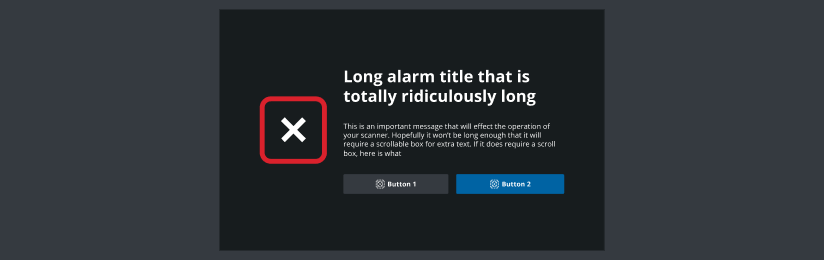 Long alarm title that is
totally ridiculously long
This is an important message that will effect the operation of
your scanner. Hopefully it won't be long enough that it will
require a scrollable box for extra text. If it does require a scroll
box, here is what
Button 1
Button 2